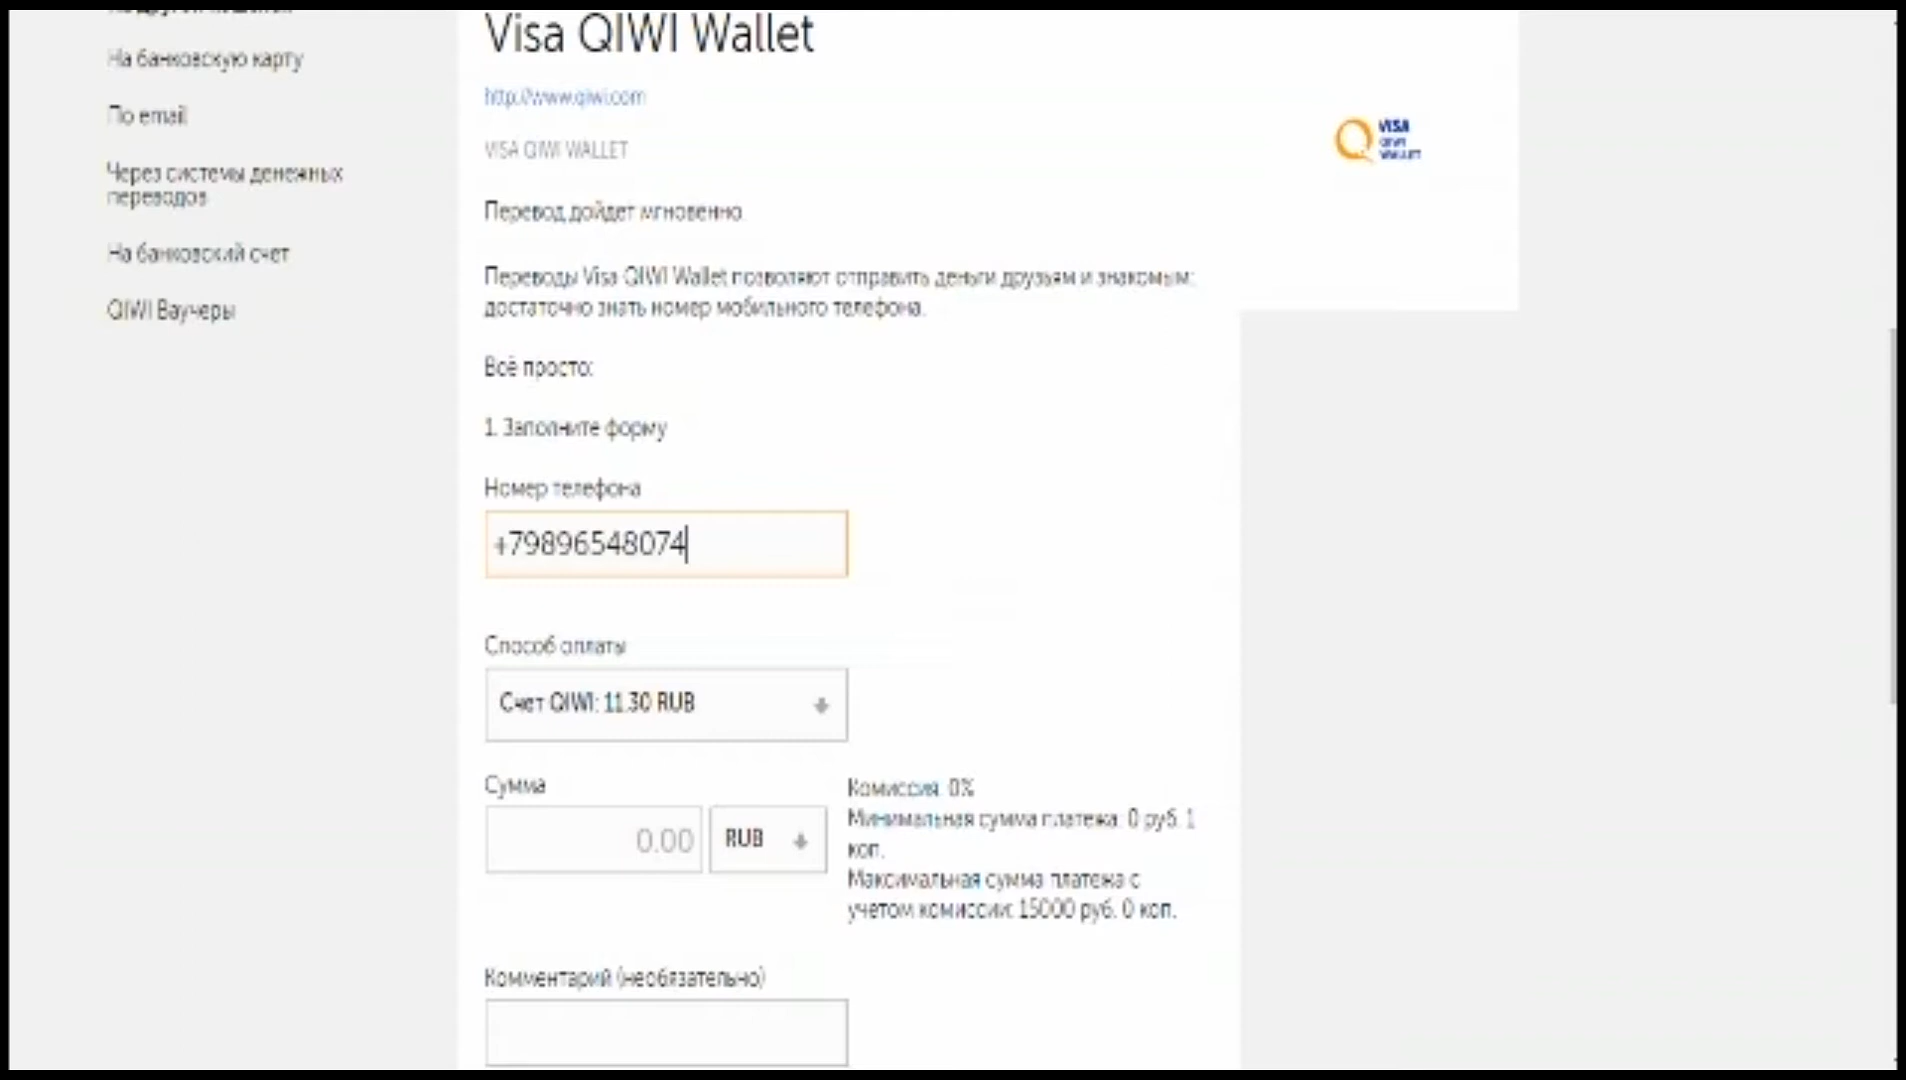 На банковскую карту
По email
Через системы денежных
переводов
На банковский счет
QIWI Ваучеры
Visa QIWI Wallet
http://www.qiwi.com
VISA QIWI WALLET
VISA
QIWI
WALLET
Перевод дойдет мгновенно.
Переводы Visa QIWI Wallet позволяют отправить деньги друзьям и знакомым:
достаточно знать номер мобильного телефона.
Всё просто:
1. Заполните форму
Номер телефона
+79896548074
Способ оплаты
Счет QIWI: 11.30 RUB
Сумма
0.00
RUB
Комиссия: 0%
Минимальная сумма платежа: 0 руб. 1
коп.
Максимальная сумма платежа с
учетом комиссии: 15000 руб. 0 коп.
Комментарий (необязательно)